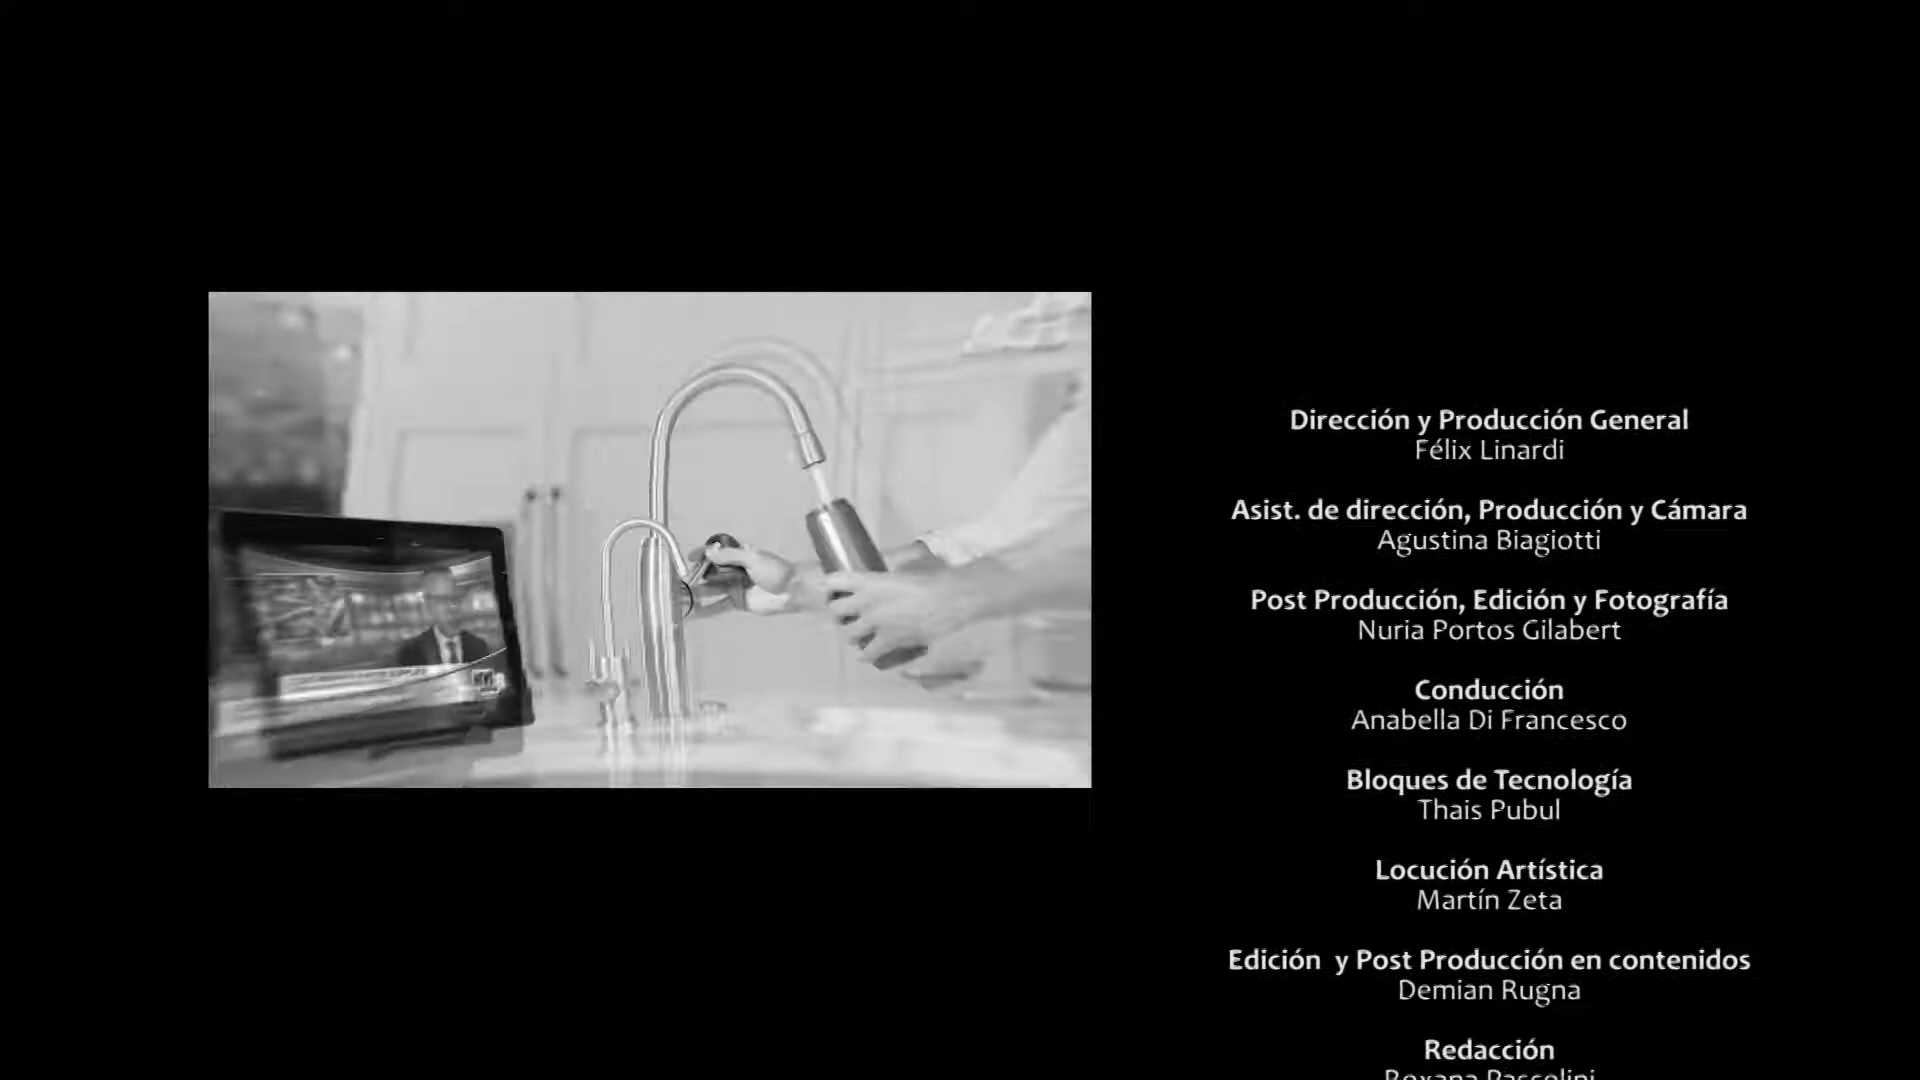 Dirección y Producción General
Félix Linardi
Asist. de dirección, Producción y Cámara
Agustina Biagiotti
Post Producción, Edición y Fotografía
Nuria Portos Gilabert
Conducción
Anabella Di Francesco
Bloques de Tecnología
Thais Pubul
Locución Artística
Martín Zeta
Edición  y Post Producción en contenidos
Demian Rugna
Redacción